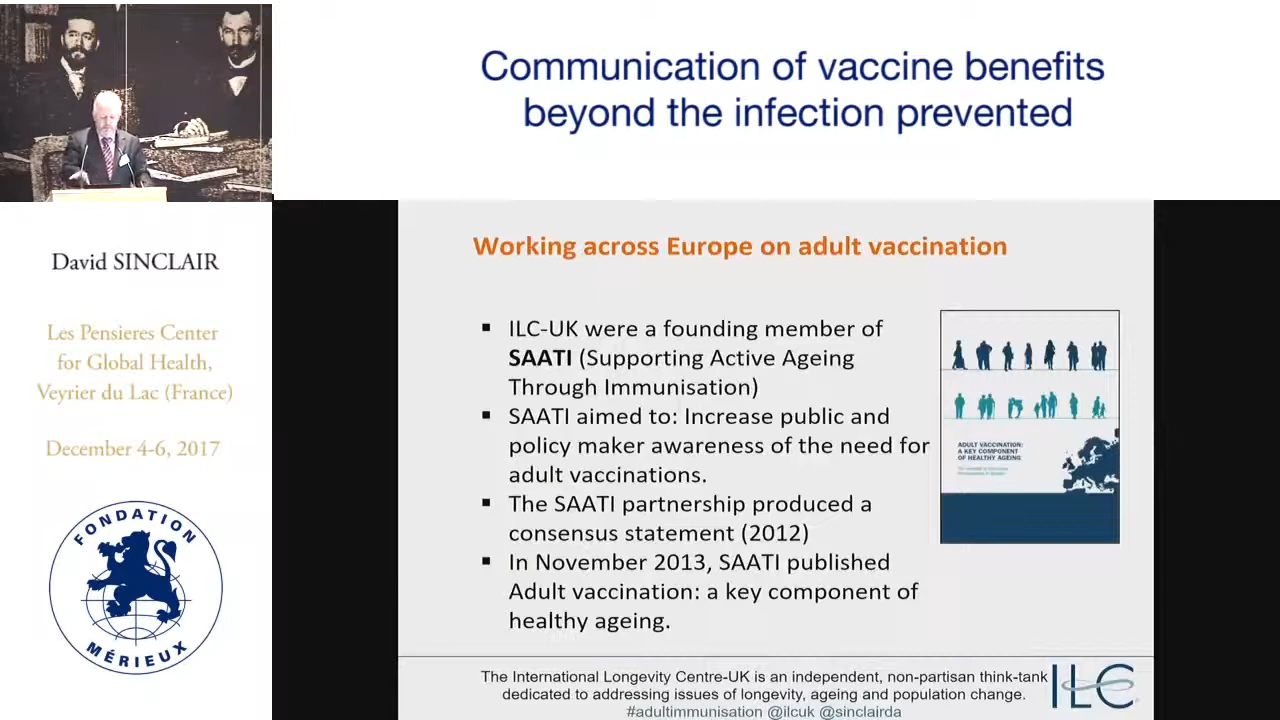 Communication of vaccine benefits
beyond the infection prevented
David SINCLAIR
Les Pensieres Center
for Global Health,
Veyrier du Lac (France)
December 4-6, 2017
FONDATION
MÉRIEUX
Working across Europe on adult vaccination
▪ ILC-UK were a founding member of
SAATI (Supporting Active Ageing
Through Immunisation)
▪ SAATI aimed to: Increase public and
policy maker awareness of the need for
adult vaccinations.
▪ The SAATI partnership produced a
consensus statement (2012)
▪ In November 2013, SAATI published
Adult vaccination: a key component of
healthy ageing.
ADULT VACCINATION:
A KEY COMPONENT
OF HEALTHY AGEING
The International Longevity Centre-UK is an independent, non-partisan think-tank
dedicated to addressing issues of longevity, ageing and population change.
#adultimmunisation @ilcuk @sinclairda
ILC